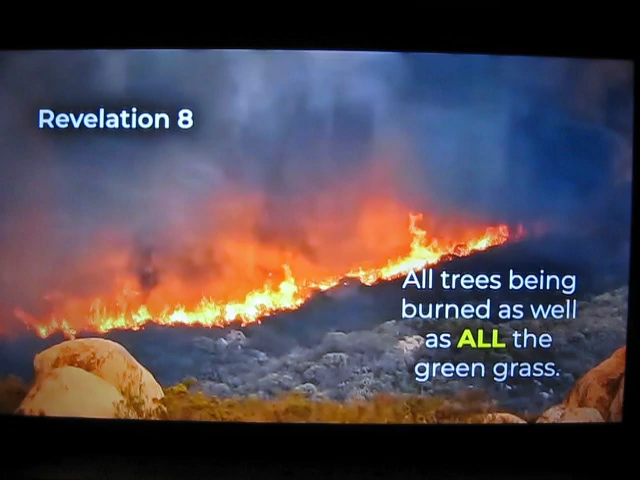 Revelation 8
All trees being
burned as well
as ALL the
green grass.